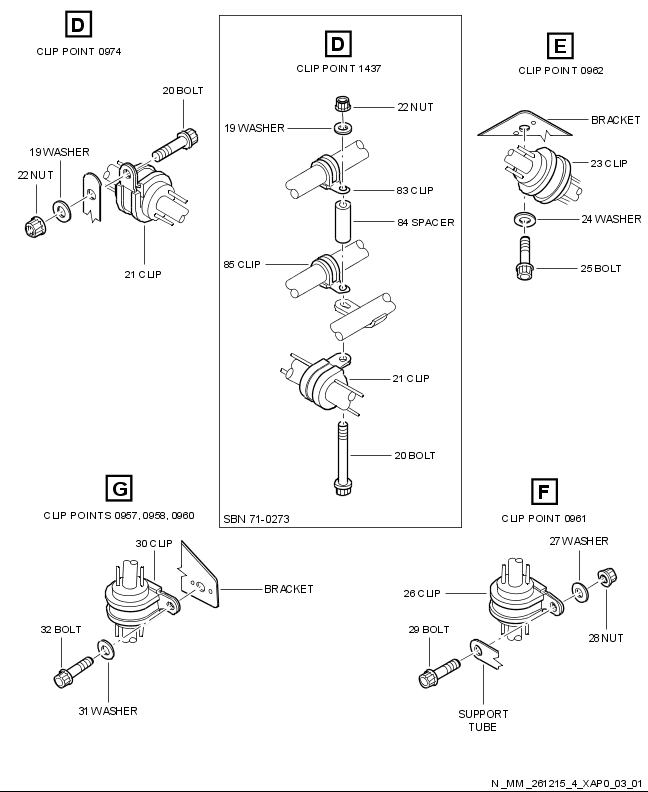 D
CLIP POINT 0974
20 BOLT
19 WASHER
22 NUT
21 CLIP
D
CLIP POINT 1437
22 NUT
19 WASHER
83 CLIP
84 SPACER
85 CLIP
21 CLIP
20 BOLT
SBN 71-0273
E
CLIP POINT 0962
BRACKET
23 CLIP
24 WASHER
25 BOLT
G
CLIP POINTS 0957, 0958, 0960
30 CLIP
BRACKET
32 BOLT
31 WASHER
F
CLIP POINT 0961
27 WASHER
26 CLIP
29 BOLT
28 NUT
SUPPORT
TUBE
N_MM_261215_4_XAP0_03_01